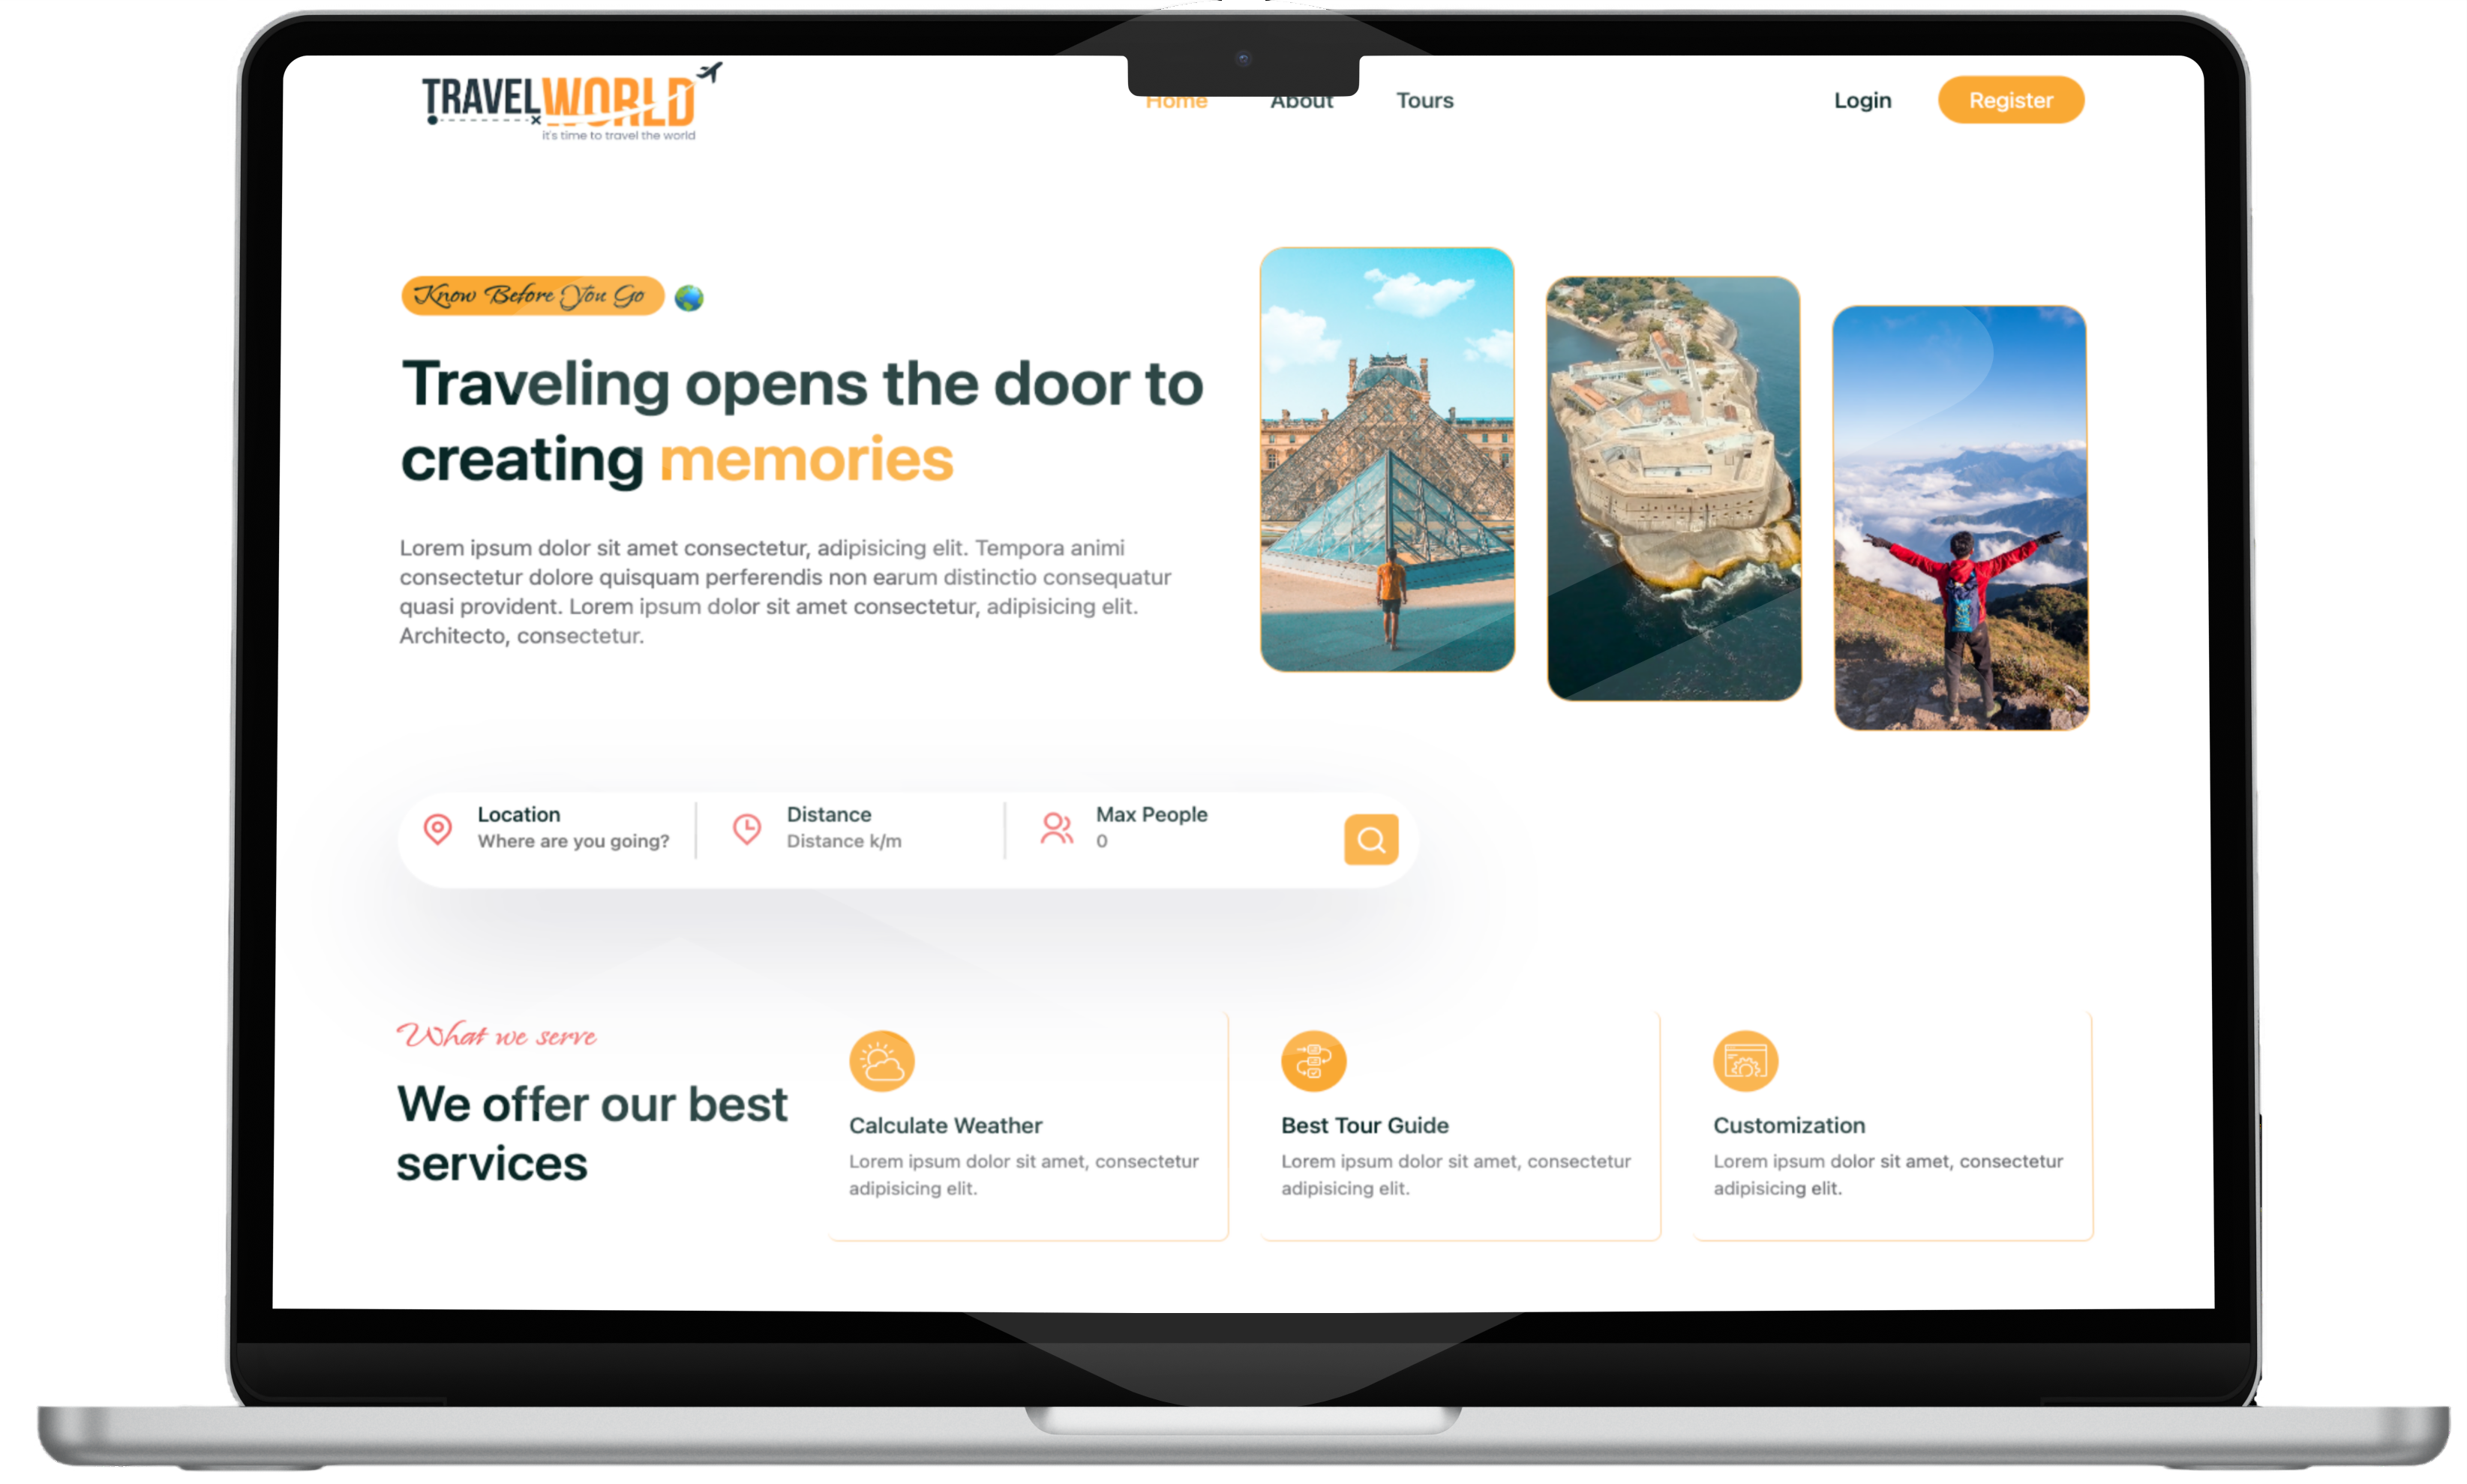 TRAVELWORLD
it's time to travel the world
Home
About
Tours
Login
Register
Know Before You Go
Traveling opens the door to
creating memories
Lorem ipsum dolor sit amet consectetur, adipisicing elit. Tempora animi
consectetur dolore quisquam perferendis non earum distinctio consequatur
quasi provident. Lorem ipsum dolor sit amet consectetur, adipisicing elit.
Architecto, consectetur.
Location
Where are you going?
Distance
Distance k/m
Max People
0
What we serve
We offer our best
services
Calculate Weather
Lorem ipsum dolor sit amet, consectetur
adipisicing elit.
Best Tour Guide
Lorem ipsum dolor sit amet, consectetur
adipisicing elit.
Customization
Lorem ipsum dolor sit amet, consectetur
adipisicing elit.